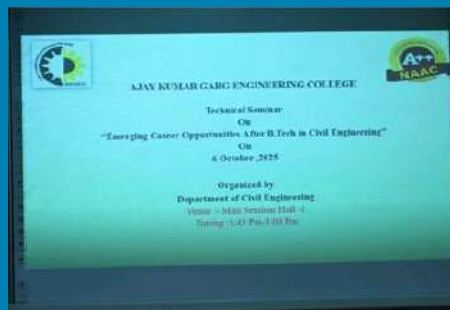 A++
NAAC
AJAY KUMAR GARG ENGINEERING COLLEGE
Technical Seminar
On
"Emerging Career Opportunities After B.Tech in Civil Engineering"
On
6 October ,2025
Organized by
Department of Civil Engineering
Venue :- Mini Seminar Hall -1
Timing :1:45 Pm-3:00 Pm